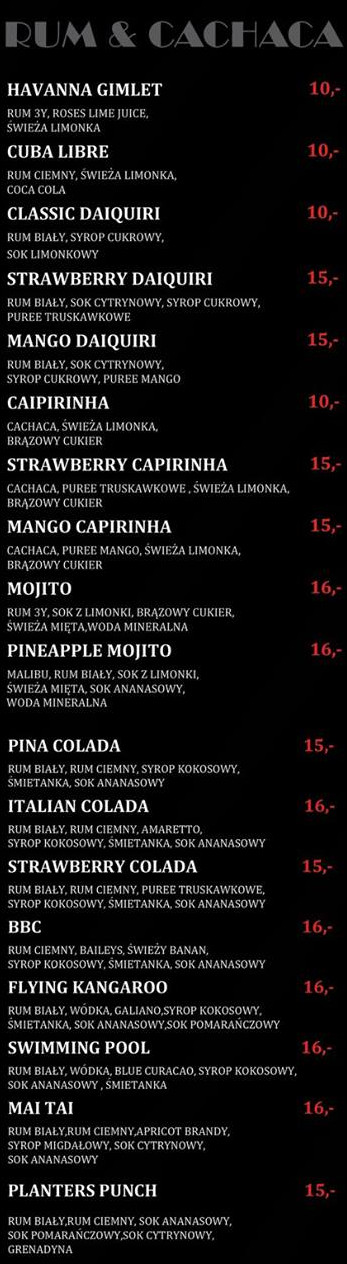 RUM & CACHACA
HAVANNA GIMLET 10,-
RUM 3Y, ROSES LIME JUICE,
ŚWIEŻA LIMONKA
CUBA LIBRE 10,-
RUM CIEMNY, ŚWIEŻA LIMONKA,
COCA COLA
CLASSIC DAIQUIRI 10,-
RUM BIAŁY, SYROP CUKROWY,
SOK LIMONKOWY
STRAWBERRY DAIQUIRI 15,-
RUM BIAŁY, SOK CYTRYNOWY, SYROP CUKROWY,
PUREE TRUSKAWKOWE
MANGO DAIQUIRI 15,-
RUM BIAŁY, SOK CYTRYNOWY,
SYROP CUKROWY, PUREE MANGO
CAIPIRINHA 10,-
CACHACA, ŚWIEŻA LIMONKA,
BRĄZOWY CUKIER
STRAWBERRY CAPIRINHA 15,-
CACHACA, PUREE TRUSKAWKOWE , ŚWIEŻA LIMONKA,
BRĄZOWY CUKIER
MANGO CAPIRINHA 15,-
CACHACA, PUREE MANGO, ŚWIEŻA LIMONKA,
BRĄZOWY CUKIER
MOJITO 16,-
RUM 3Y, SOK Z LIMONKI, BRĄZOWY CUKIER,
ŚWIEŻA MIĘTA,WODA MINERALNA
PINEAPPLE MOJITO 16,-
MALIBU, RUM BIAŁY, SOK Z LIMONKI,
ŚWIEŻA MIĘTA, SOK ANANASOWY,
WODA MINERALNA
PINA COLADA 15,-
RUM BIAŁY, RUM CIEMNY, SYROP KOKOSOWY,
ŚMIETANKA, SOK ANANASOWY
ITALIAN COLADA 16,-
RUM BIAŁY, RUM CIEMNY, AMARETTO,
SYROP KOKOSOWY, ŚMIETANKA, SOK ANANASOWY
STRAWBERRY COLADA 15,-
RUM BIAŁY, RUM CIEMNY, PUREE TRUSKAWKOWE,
SYROP KOKOSOWY, ŚMIETANKA, SOK ANANASOWY
BBC 16,-
RUM CIEMNY, BAILEYS, ŚWIEŻY BANAN,
SYROP KOKOSOWY, ŚMIETANKA, SOK ANANASOWY
FLYING KANGAROO 16,-
RUM BIAŁY, WÓDKA, GALIANO,SYROP KOKOSOWY,
ŚMIETANKA, SOK ANANASOWY,SOK POMARAŃCZOWY
SWIMMING POOL 16,-
RUM BIAŁY, WÓDKA, BLUE CURACAO, SYROP KOKOSOWY,
SOK ANANASOWY , ŚMIETANKA
MAI TAI 16,-
RUM BIAŁY,RUM CIEMNY,APRICOT BRANDY,
SYROP MIGDAŁOWY, SOK CYTRYNOWY,
SOK ANANASOWY
PLANTERS PUNCH 15,-
RUM BIAŁY,RUM CIEMNY, SOK ANANASOWY,
SOK POMARAŃCZOWY,SOK CYTRYNOWY,
GRENADYNA